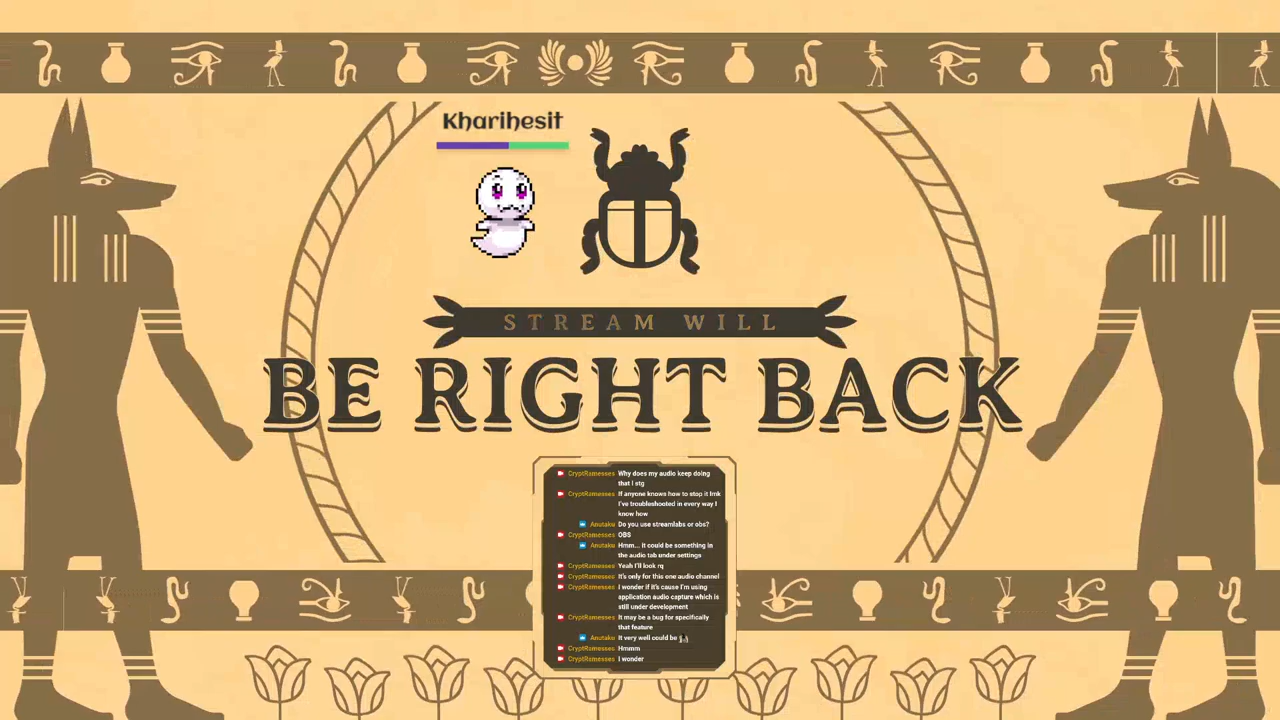 Kharihesit
STREAM WILL
BE RIGHT BACK
CryptRamesses Why does my audio keep doing
that I stg
CryptRamesses If anyone knows how to stop it lmk
I've troubleshooted in every way I
know how
Anutaku Do you use streamlabs or obs?
CryptRamesses OBS
Anutaku Hmm... It could be something in
the audio tab under settings
CryptRamesses Yeah I'll look rq
CryptRamesses It's only for this one audio channel
CryptRamesses I wonder if it's cause I'm using
application audio capture which is
still under development
CryptRamesses It may be a bug for specifically
that feature
Anutaku It very well could be
CryptRamesses Hmmm
CryptRamesses I wonder